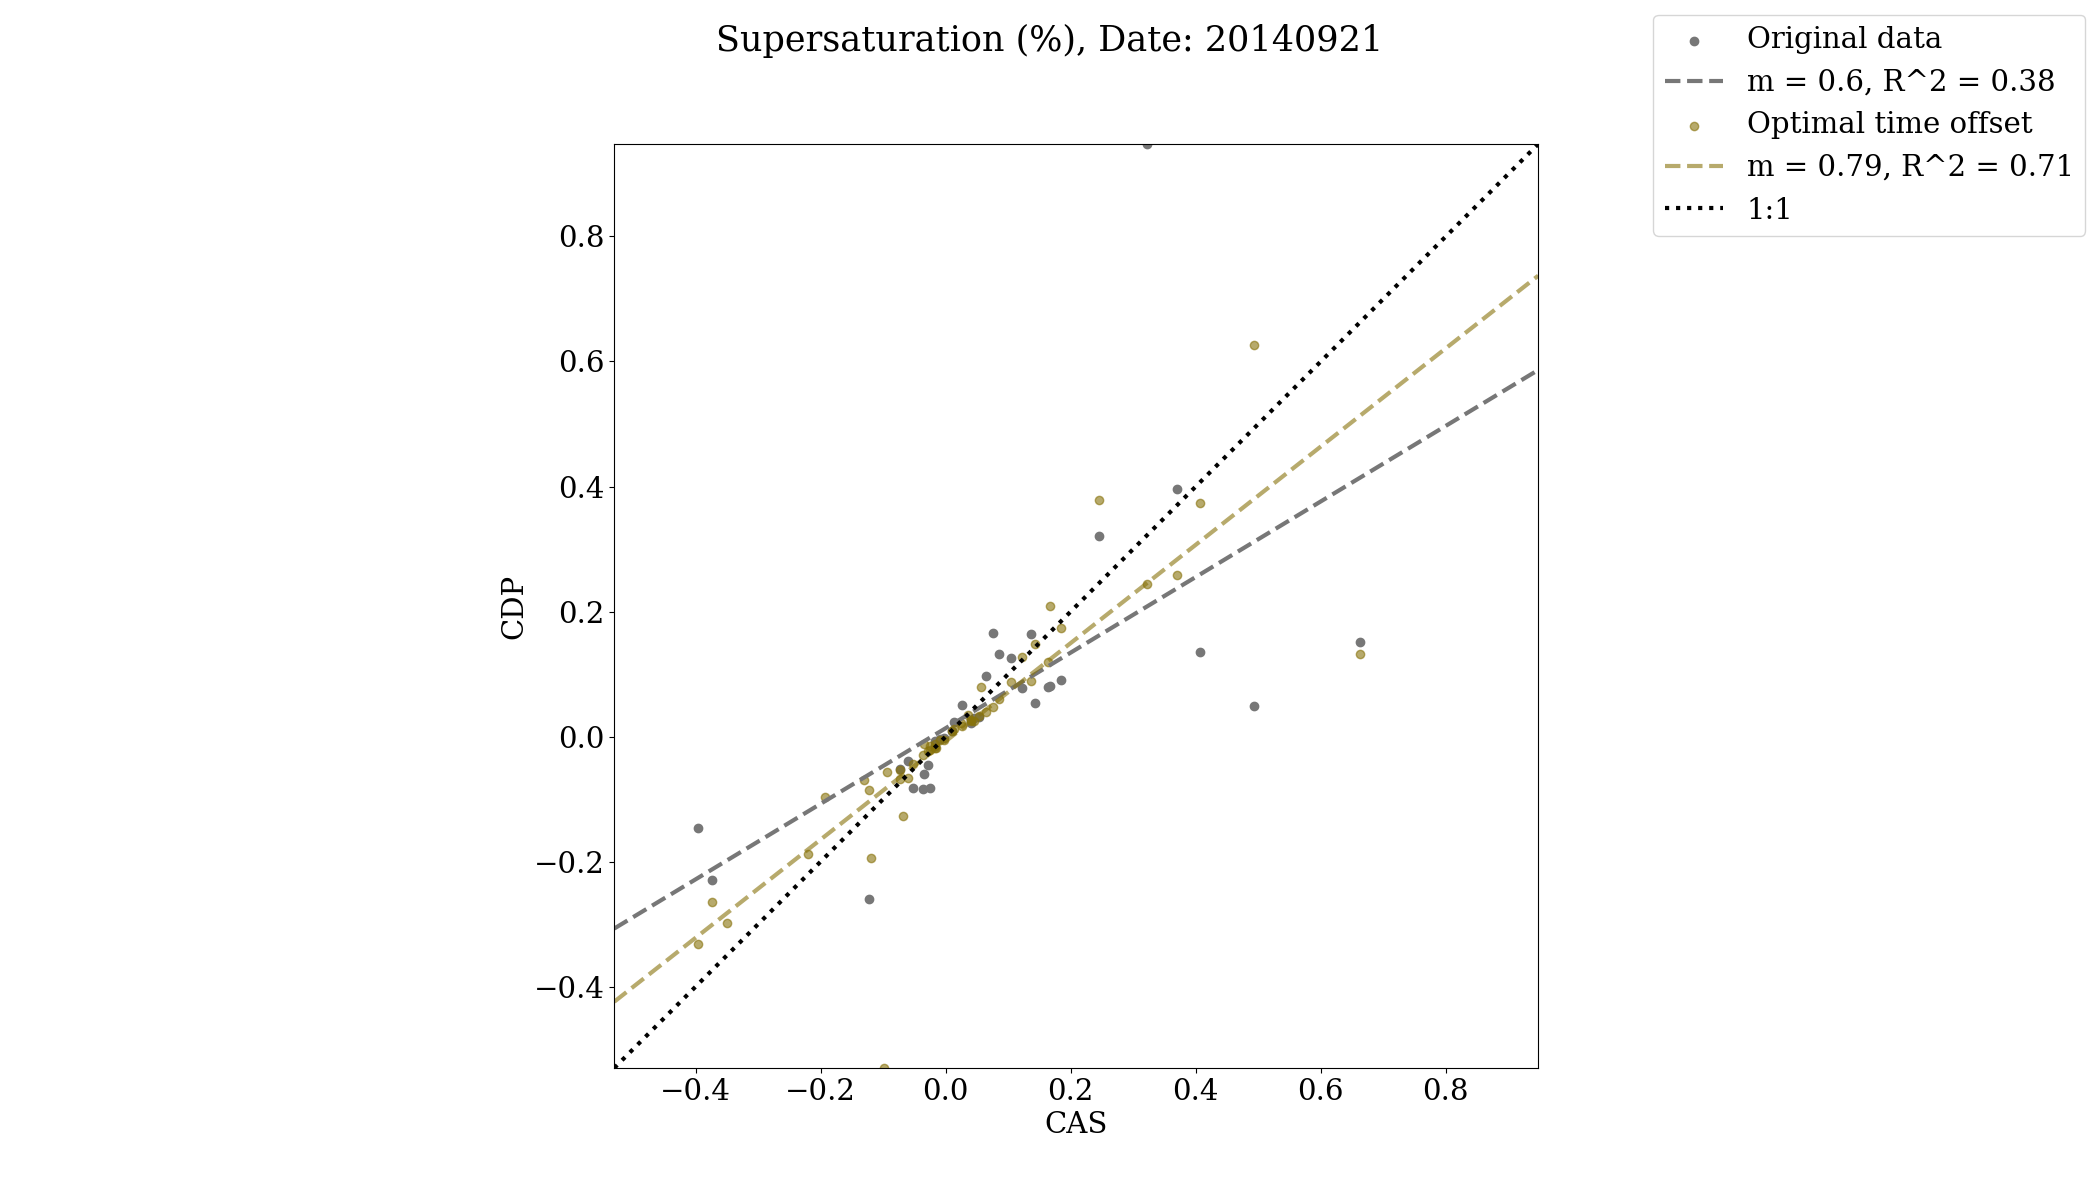 Supersaturation (%), Date: 20140921
Original data
m = 0.6, R^2 = 0.38
Optimal time offset
m = 0.79, R^2 = 0.71
1:1
0.8
0.6
0.4
0.2
0.0
−0.2
−0.4
CDP
−0.4 −0.2 0.0 0.2 0.4 0.6 0.8
CAS